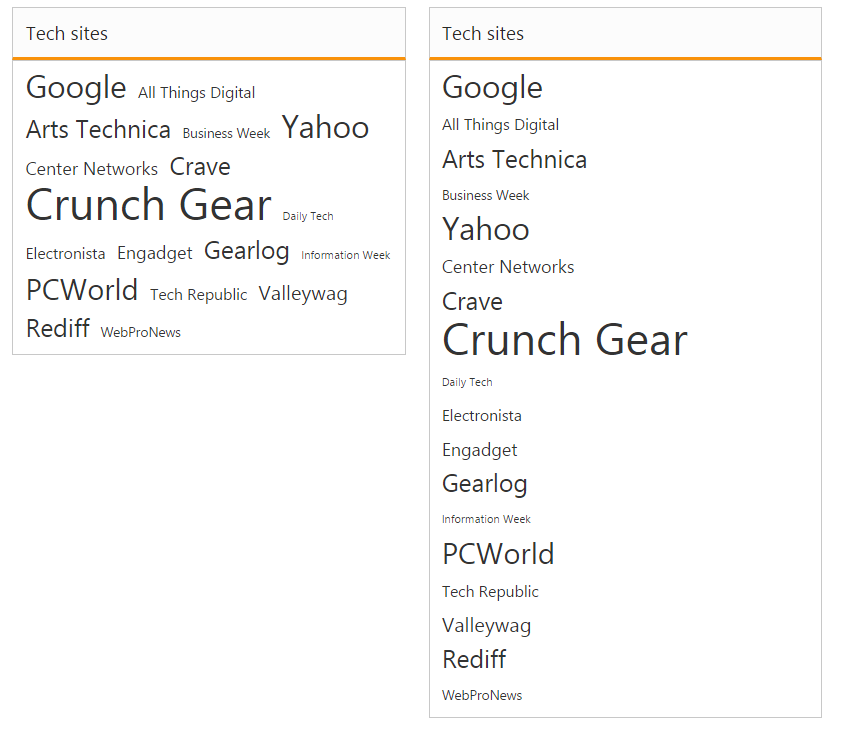 Tech sites
Google All Things Digital
Arts Technica Business Week Yahoo
Center Networks Crave
Crunch Gear Daily Tech
Electronista Engadget Gearlog Information Week
PCWorld Tech Republic Valleywag
Rediff WebProNews
Tech sites
Google
All Things Digital
Arts Technica
Business Week
Yahoo
Center Networks
Crave
Crunch Gear
Daily Tech
Electronista
Engadget
Gearlog
Information Week
PCWorld
Tech Republic
Valleywag
Rediff
WebProNews